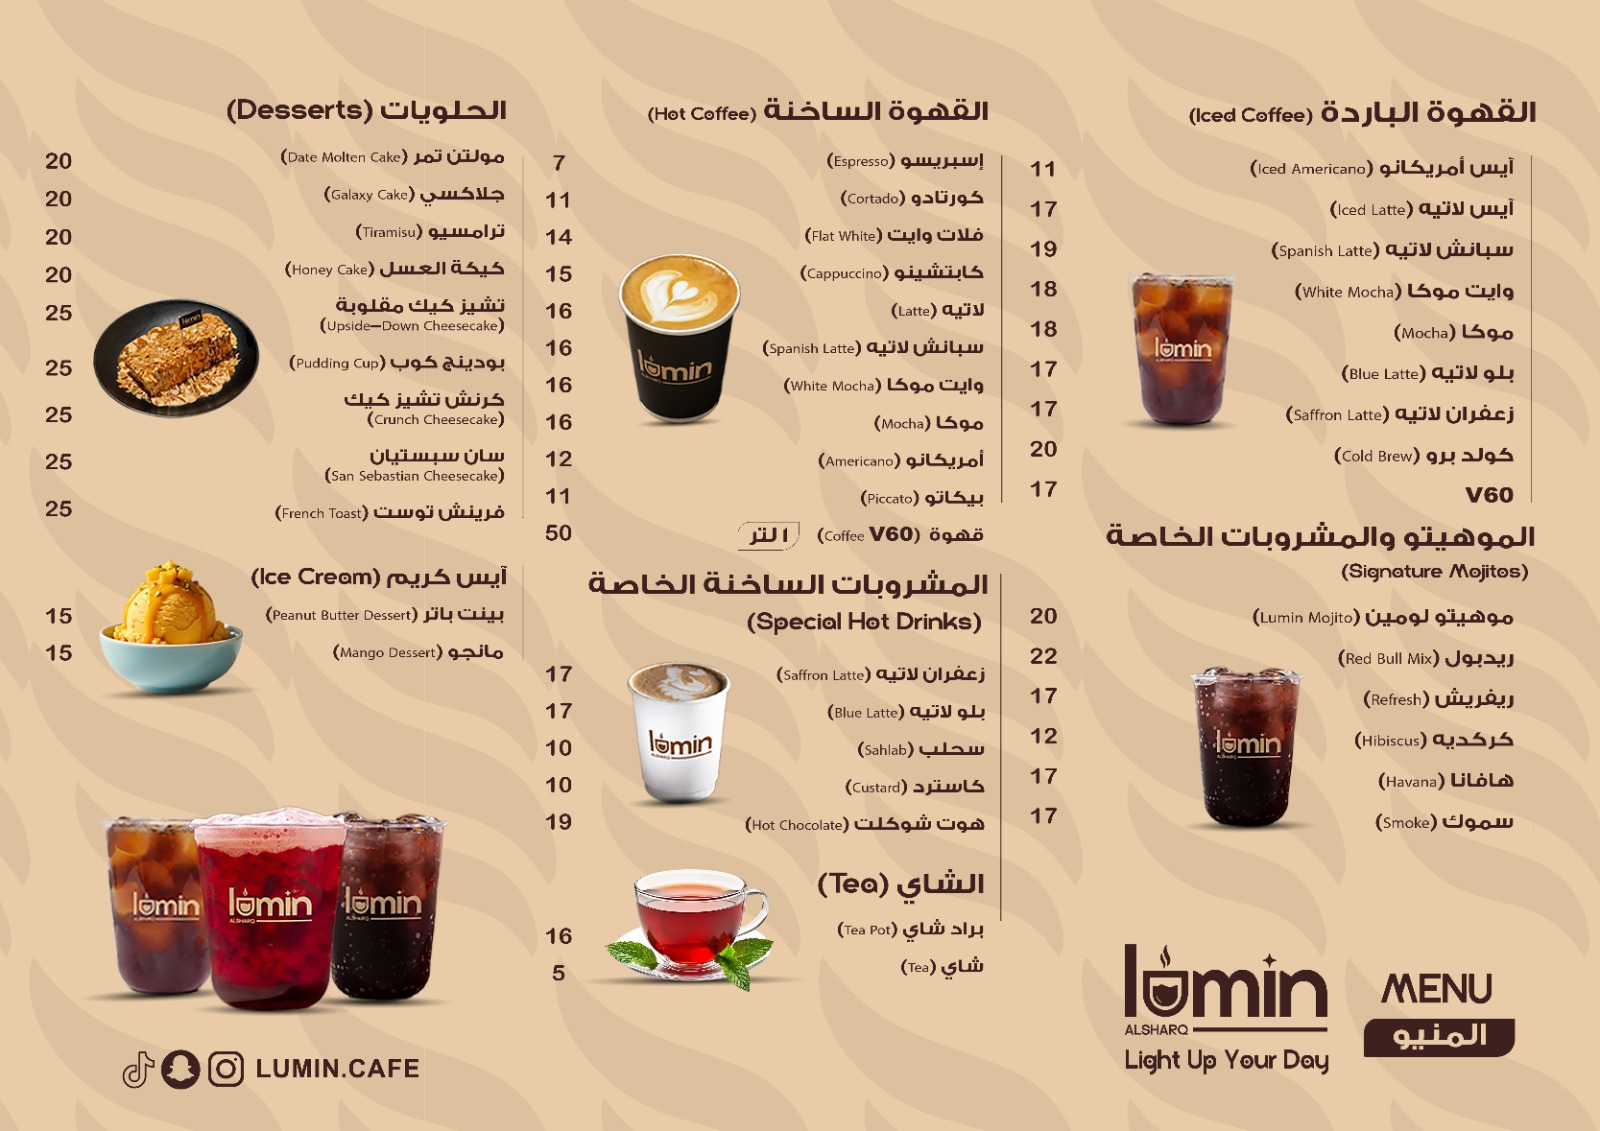 القهوة الباردة (Iced Coffee)
آيس أمريكانو (Iced Americano) 11
آيس لاتيه (Iced Latte) 17
سبانش لاتيه (Spanish Latte) 19
وايت موكا (White Mocha) 18
موكا (Mocha) 18
بلو لاتيه (Blue Latte) 17
زعفران لاتيه (Saffron Latte) 17
كولد برو (Cold Brew) 20
V60 17
الموهيتو والمشروبات الخاصة
(Signature Mojitos)
موهيتو لومين (Lumin Mojito) 20
ريدبول (Red Bull Mix) 22
ريفريش (Refresh) 17
كركديه (Hibiscus) 12
هافانا (Havana) 17
سموك (Smoke) 17
lumin
ALSHARQ
lumin
ALSHARQ
القهوة الساخنة (Hot Coffee)
إسبريسو (Espresso) 7
كورتادو (Cortado) 11
فلات وايت (Flat White) 14
كابتشينو (Cappuccino) 15
لاتيه (Latte) 16
سبانش لاتيه (Spanish Latte) 16
وايت موكا (White Mocha) 16
موكا (Mocha) 16
أمريكانو (Americano) 12
بيكاتو (Piccato) 11
قهوة (Coffee V60) التر 50
lumin
المشروبات الساخنة الخاصة
(Special Hot Drinks)
زعفران لاتيه (Saffron Latte) 17
بلو لاتيه (Blue Latte) 17
سحلب (Sahlab) 10
كاسترد (Custard) 10
هوت شوكلت (Hot Chocolate) 19
lumin
ALSHARQ
الشاي (Tea)
براد شاي (Tea Pot) 16
شاي (Tea) 5
الحلويات (Desserts)
مولتن تمر (Date Molten Cake) 20
جلاكسي (Galaxy Cake) 20
ترامسيو (Tiramisu) 20
كيكة العسل (Honey Cake) 20
تشيز كيك مقلوبة 25
(Upside–Down Cheesecake)
بودينج كوب (Pudding Cup) 25
كرنش تشيز كيك 25
(Crunch Cheesecake)
سان سبستيان 25
(San Sebastian Cheesecake)
فرينش توست (French Toast) 25
lumin
آيس كريم (Ice Cream)
بينت باتر (Peanut Butter Dessert) 15
مانجو (Mango Dessert) 15
lumin
ALSHARQ
lumin
ALSHARQ
lumin
ALSHARQ
LUMIN.CAFE
lumin
ALSHARQ
Light Up Your Day
MENU
المنيو